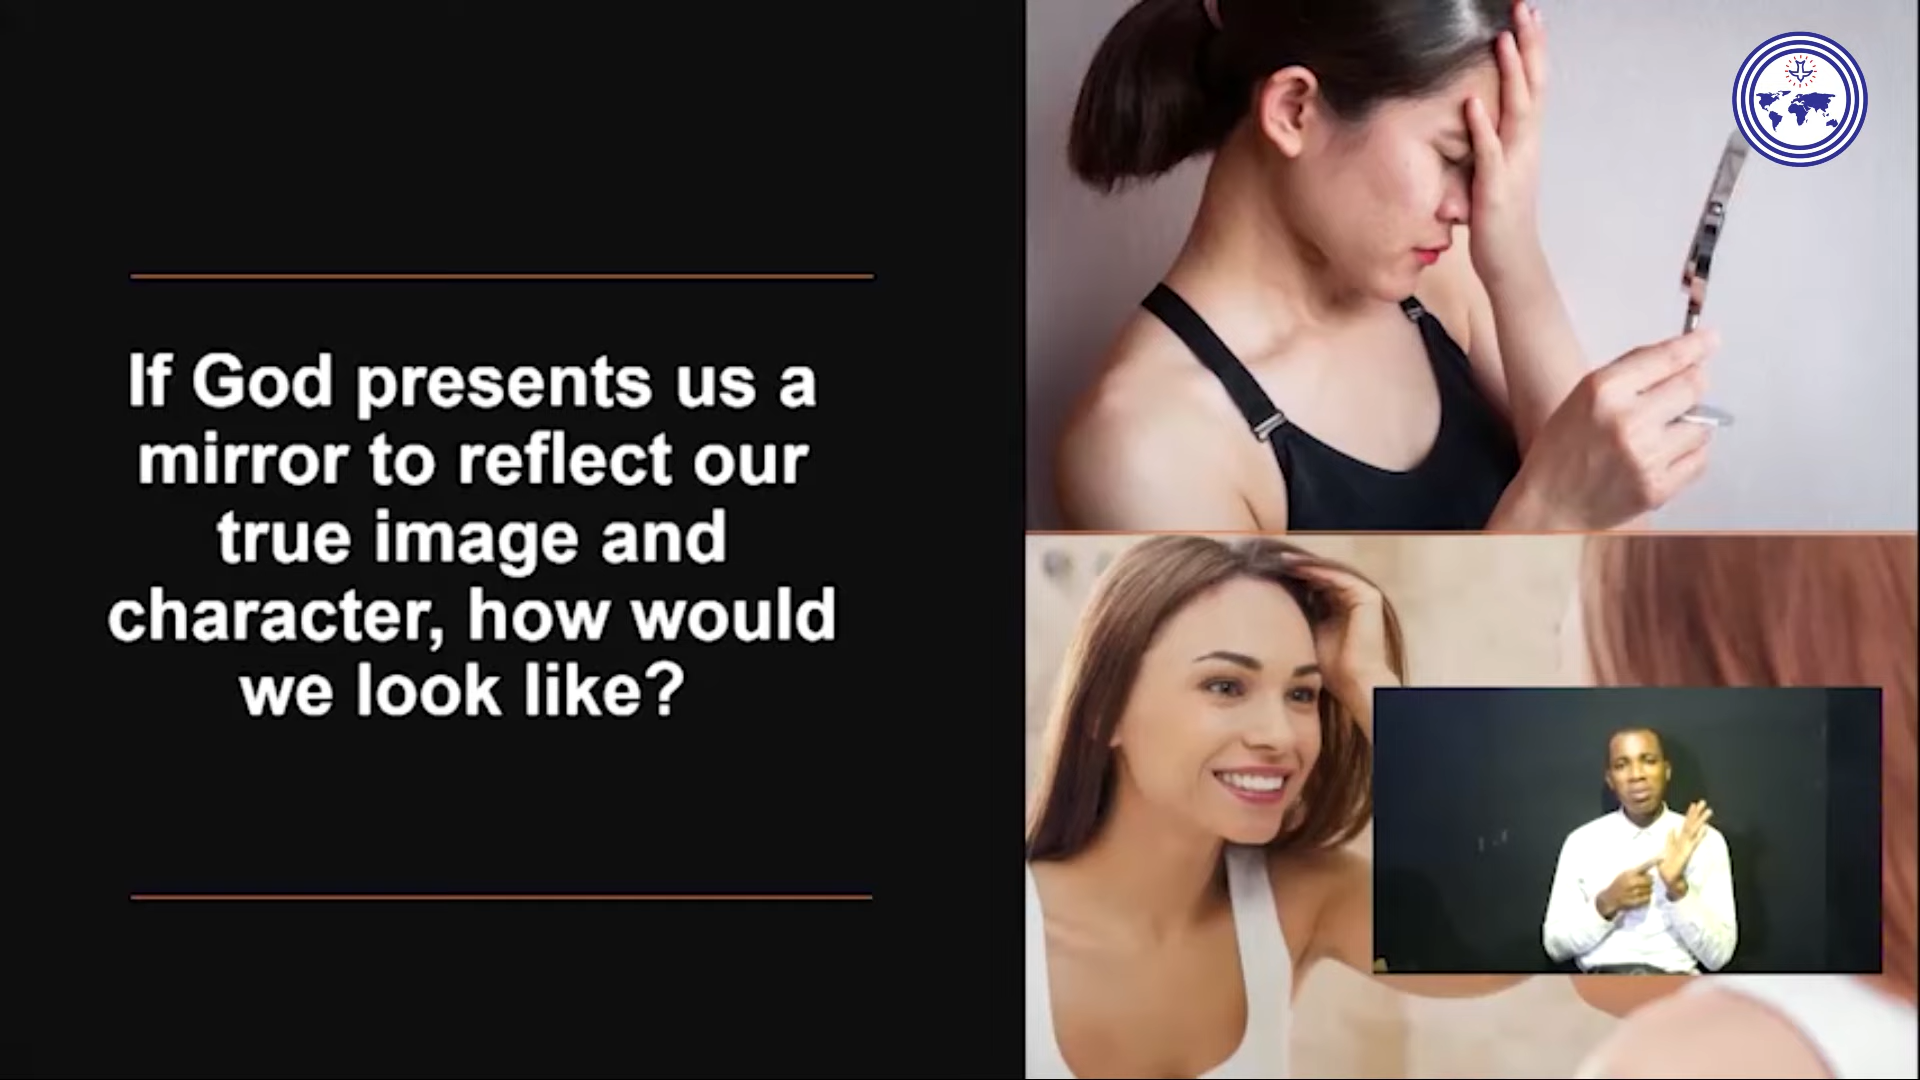 If God presents us a
mirror to reflect our
true image and
character, how would
we look like?